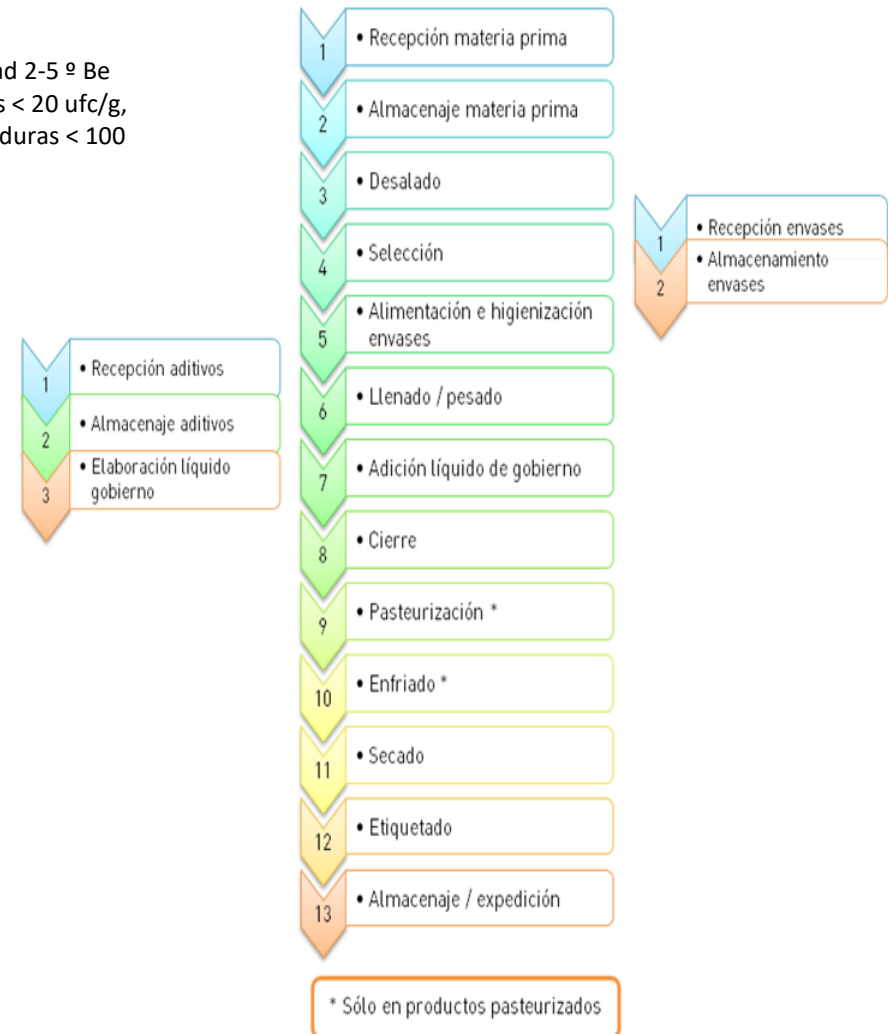 2-5 º Be
< 20 ufc/g,
< 100
1
• Recepción materia prima
2
• Almacenaje materia prima
3
• Desalado
4
• Selección
5
• Alimentación e higienización
envases
6
• Llenado / pesado
7
• Adición líquido de gobierno
8
• Cierre
9
• Pasteurización *
10
• Enfriado *
11
• Secado
12
• Etiquetado
13
• Almacenaje / expedición
* Sólo en productos pasteurizados
1
• Recepción aditivos
2
• Almacenaje aditivos
3
• Elaboración líquido
gobierno
1
• Recepción envases
2
• Almacenamiento
envases